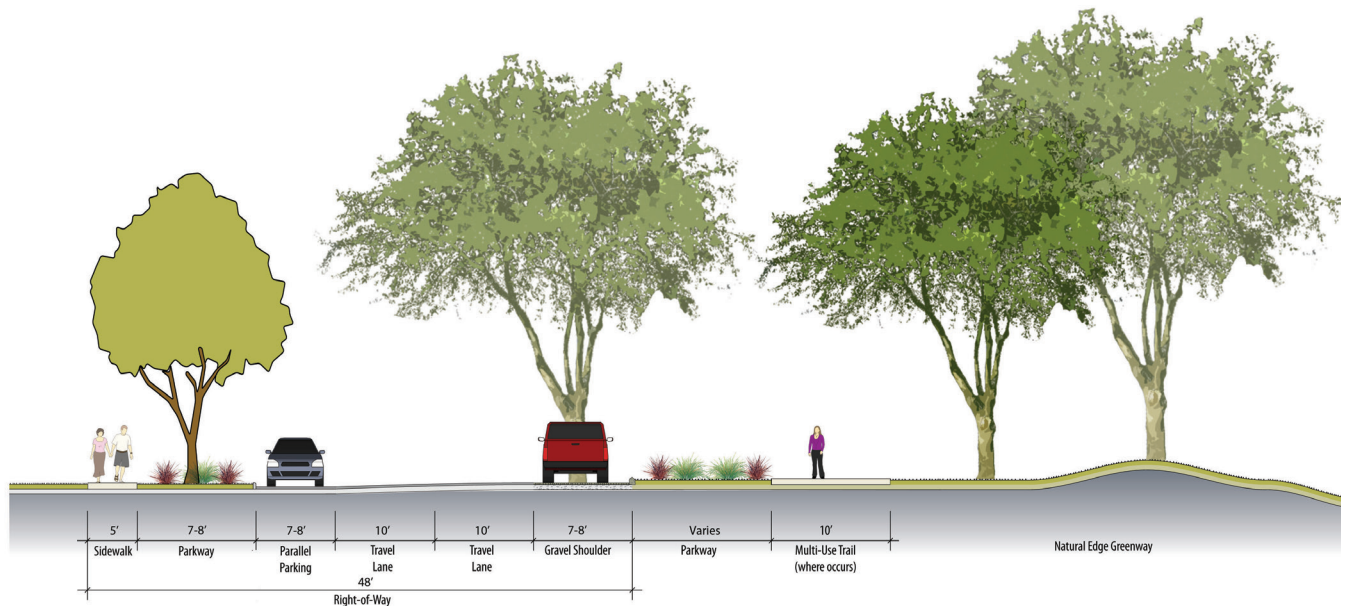 5’ 7-8’ 7-8’ 10’ 10’ 7-8’ Varies 10’
Sidewalk Parkway Parallel Travel Travel Gravel Shoulder Parkway Multi-Use Trail Natural Edge Greenway
Parking Lane Lane (where occurs)
48’
Right-of-Way